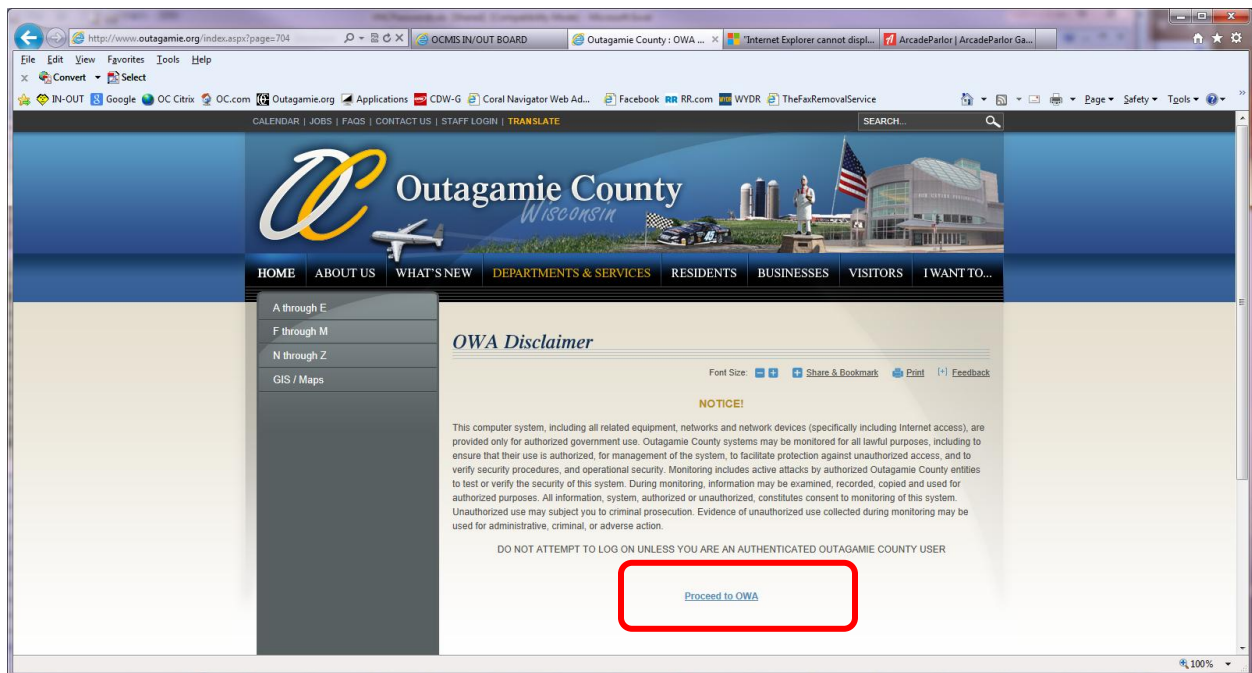 http://www.outagamie.org/index.aspx?page=704
OCMIS IN/OUT BOARD
Outagamie County : OWA ...
"Internet Explorer cannot displ...
ArcadeParlor | ArcadeParlor Ga...
File Edit View Favorites Tools Help
x Convert Select
IN-OUT Google OC Citrix OC.com Outagamie.org Applications CDW-G Coral Navigator Web Ad... Facebook RR RR.com WYDR TheFaxRemovalService Page Safety Tools
CALENDAR | JOBS | FAQS | CONTACT US | STAFF LOGIN | TRANSLATE
SEARCH...
OC
Outagamie County
Wisconsin
HOME ABOUT US WHAT'S NEW DEPARTMENTS & SERVICES RESIDENTS BUSINESSES VISITORS I WANT TO...
A through E
F through M
N through Z
GIS / Maps
OWA Disclaimer
Font Size: - + Share & Bookmark Print [+] Feedback
NOTICE!
This computer system, including all related equipment, networks and network devices (specifically including Internet access), are
provided only for authorized government use. Outagamie County systems may be monitored for all lawful purposes, including to
ensure that their use is authorized, for management of the system, to facilitate protection against unauthorized access, and to
verify security procedures, and operational security. Monitoring includes active attacks by authorized Outagamie County entities
to test or verify the security of this system. During monitoring, information may be examined, recorded, copied and used for
authorized purposes. All information, system, authorized or unauthorized, constitutes consent to monitoring of this system.
Unauthorized use may subject you to criminal prosecution. Evidence of unauthorized use collected during monitoring may be
used for administrative, criminal, or adverse action.
DO NOT ATTEMPT TO LOG ON UNLESS YOU ARE AN AUTHENTICATED OUTAGAMIE COUNTY USER
Proceed to OWA
100%